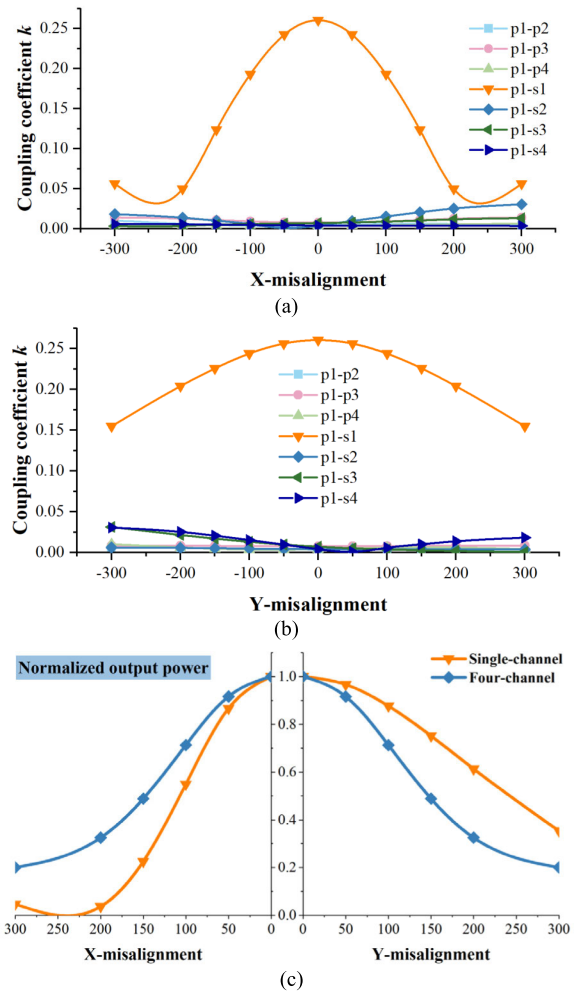 (a)
Coupling coefficient k
0.25
0.20
0.15
0.10
0.05
0.00
p1-p2
p1-p3
p1-p4
p1-s1
p1-s2
p1-s3
p1-s4
-300 -200 -100 0 100 200 300
X-misalignment
(a)
Coupling coefficient k
0.25
0.20
0.15
0.10
0.05
0.00
p1-p2
p1-p3
p1-p4
p1-s1
p1-s2
p1-s3
p1-s4
-300 -200 -100 0 100 200 300
Y-misalignment
(b)
Normalized output power
Single-channel
Four-channel
1.0
0.8
0.6
0.4
0.2
0.0
300 250 200 150 100 50 0 50 100 150 200 250 300
X-misalignment
Y-misalignment
(c)